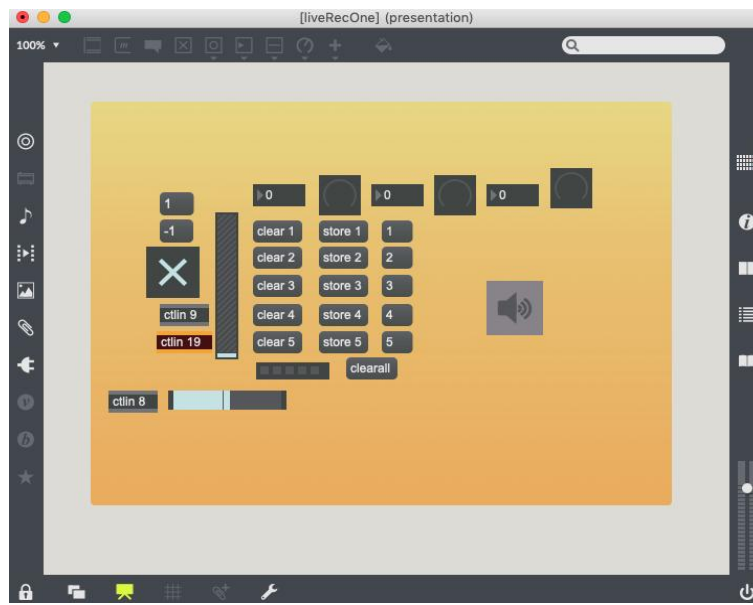 [liveRecOne] (presentation)
100%
1
0
0
0
-1
clear 1 store 1 1
clear 2 store 2 2
clear 3 store 3 3
ctlin 9
clear 4 store 4 4
ctlin 19
clear 5 store 5 5
clearall
ctlin 8